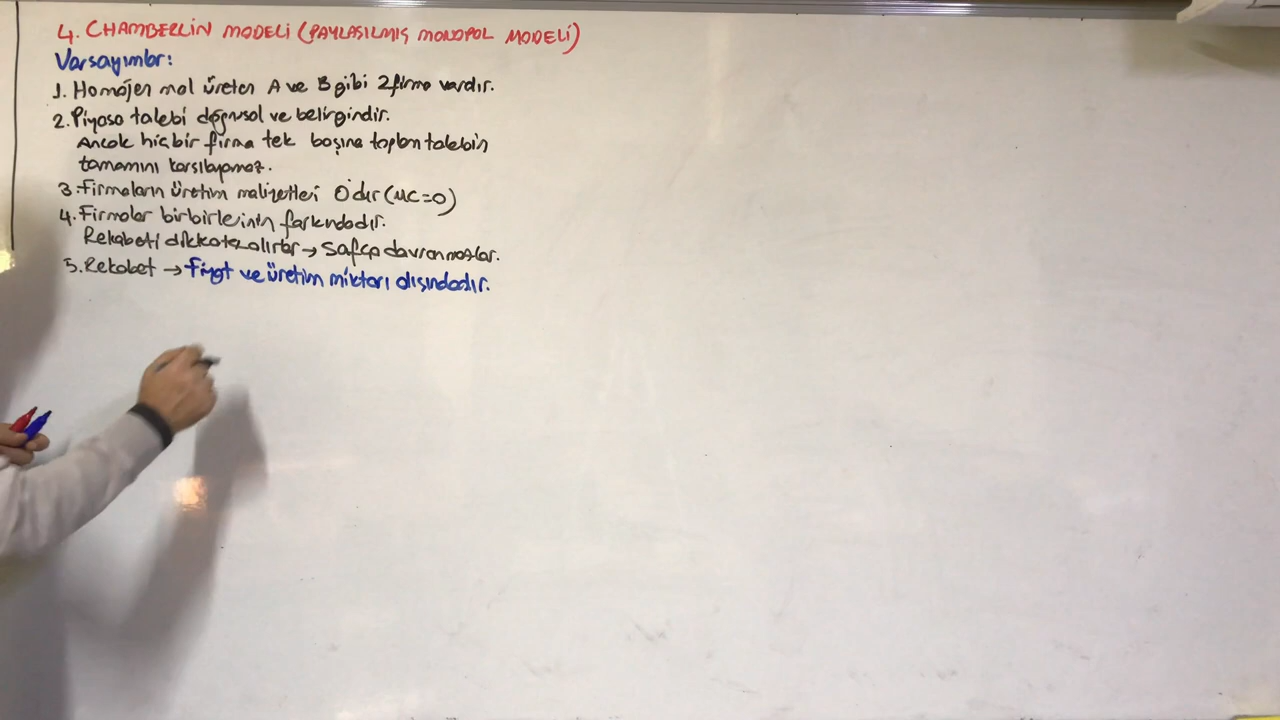 4. CHAMBERLİN MODELİ (PAYLAŞILMIŞ MONOPOL MODELİ)
Varsayımlar:
1. Homojen mal üreten A ve B gibi 2 firma vardır.
2. Piyasa talebi doğrusal ve belirgindir.
Ancak hiçbir firma tek başına toplam talebin
tamamını karşılayamaz.
3. Firmaların üretim maliyetleri 0'dır (MC=0)
4. Firmalar birbirlerinin farkındadır.
Rekabeti dikkate alırlar → Safça davranmazlar.
5. Rekabet → Fiyat ve üretim miktarı dışındadır.